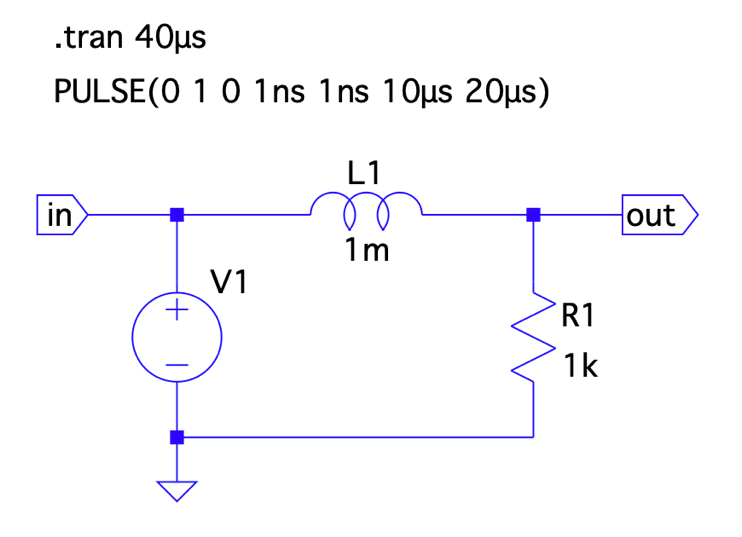 .tran 40µs
PULSE(0 1 0 1ns 1ns 10µs 20µs)
L1
in
out
1m
V1
R1
1k